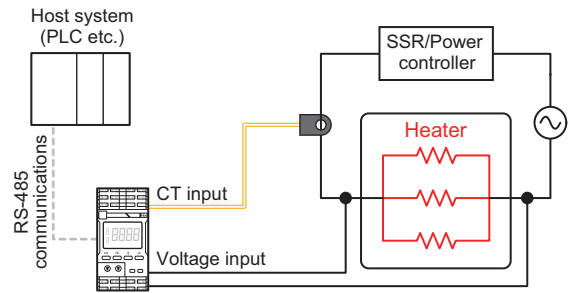 Host system
(PLC etc.)
SSR/Power
controller
Heater
RS-485
communications
CT input
Voltage input